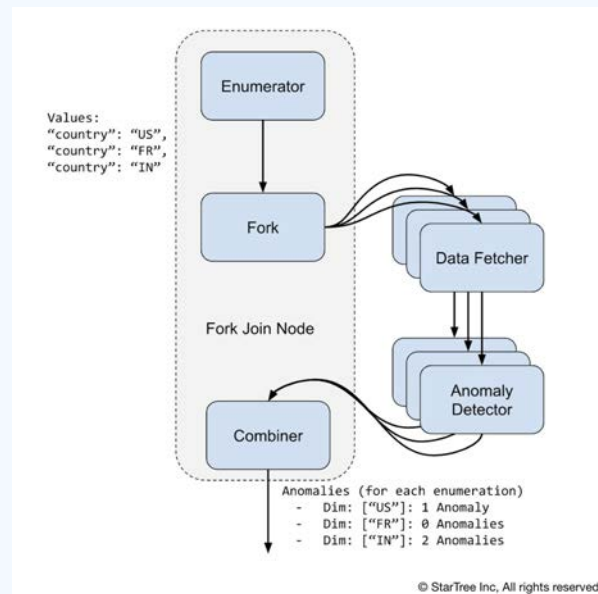 Enumerator
Values:
“country”: “US”,
“country”: “FR”,
“country”: “IN”
Fork
Data Fetcher
Fork Join Node
Anomaly
Detector
Combiner
Anomalies (for each enumeration)
- Dim: [“US”]: 1 Anomaly
- Dim: [“FR”]: 0 Anomalies
- Dim: [“IN”]: 2 Anomalies
© StarTree Inc, All rights reserved